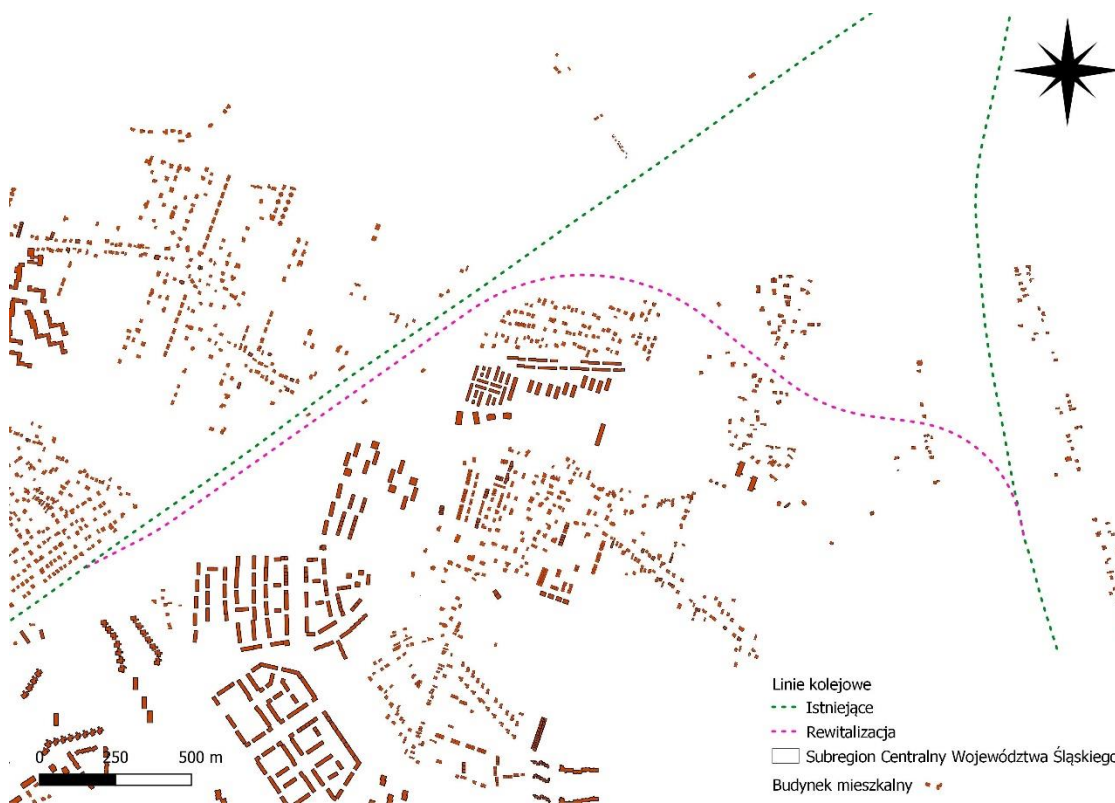 Linie kolejowe
Istniejące
Rewitalizacja
Subregion Centralny Województwa Śląskiego
Budynek mieszkalny
0 250 500 m